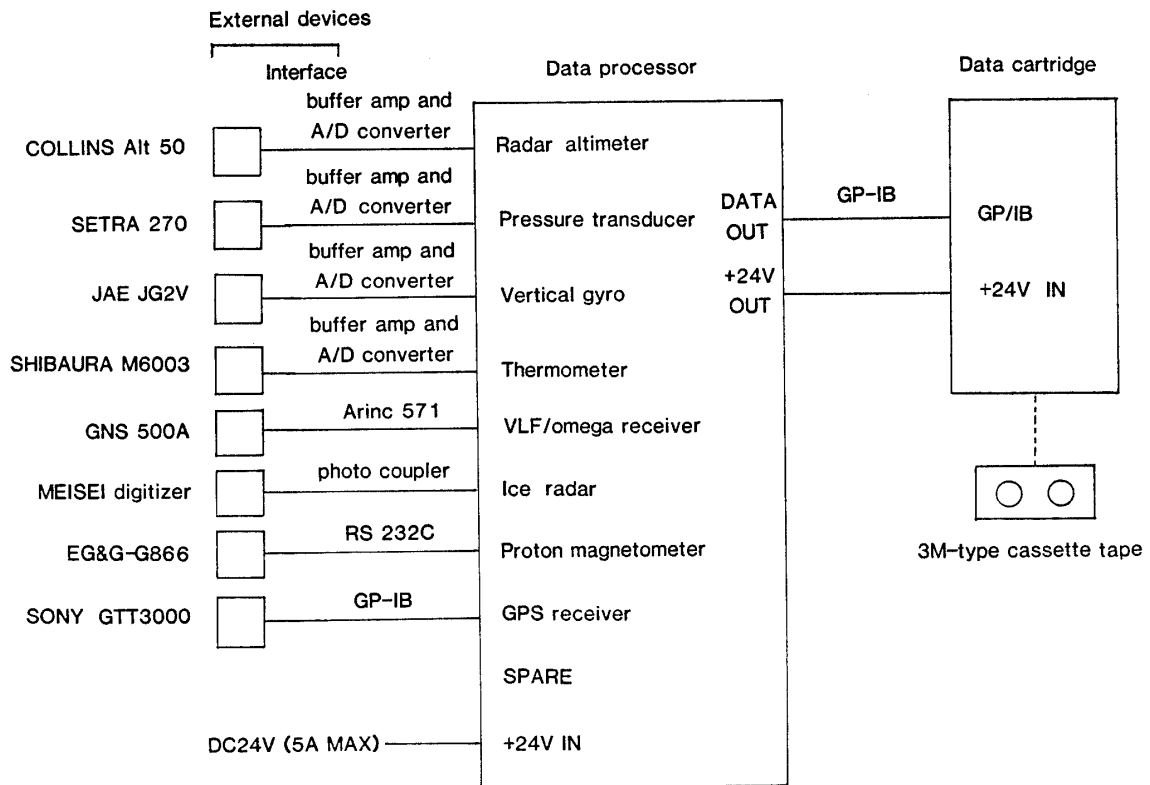 External devices
Interface
Data processor
Data cartridge
buffer amp and
A/D converter
COLLINS Alt 50
Radar altimeter
buffer amp and
A/D converter
SETRA 270
Pressure transducer
DATA
OUT
GP-IB
GP/IB
buffer amp and
A/D converter
JAE JG2V
Vertical gyro
+24V
OUT
+24V IN
buffer amp and
A/D converter
SHIBAURA M6003
Thermometer
Arinc 571
GNS 500A
VLF/omega receiver
photo coupler
MEISEI digitizer
Ice radar
RS 232C
EG&G-G866
Proton magnetometer
3M-type cassette tape
GP-IB
SONY GTT3000
GPS receiver
SPARE
DC24V (5A MAX)
+24V IN